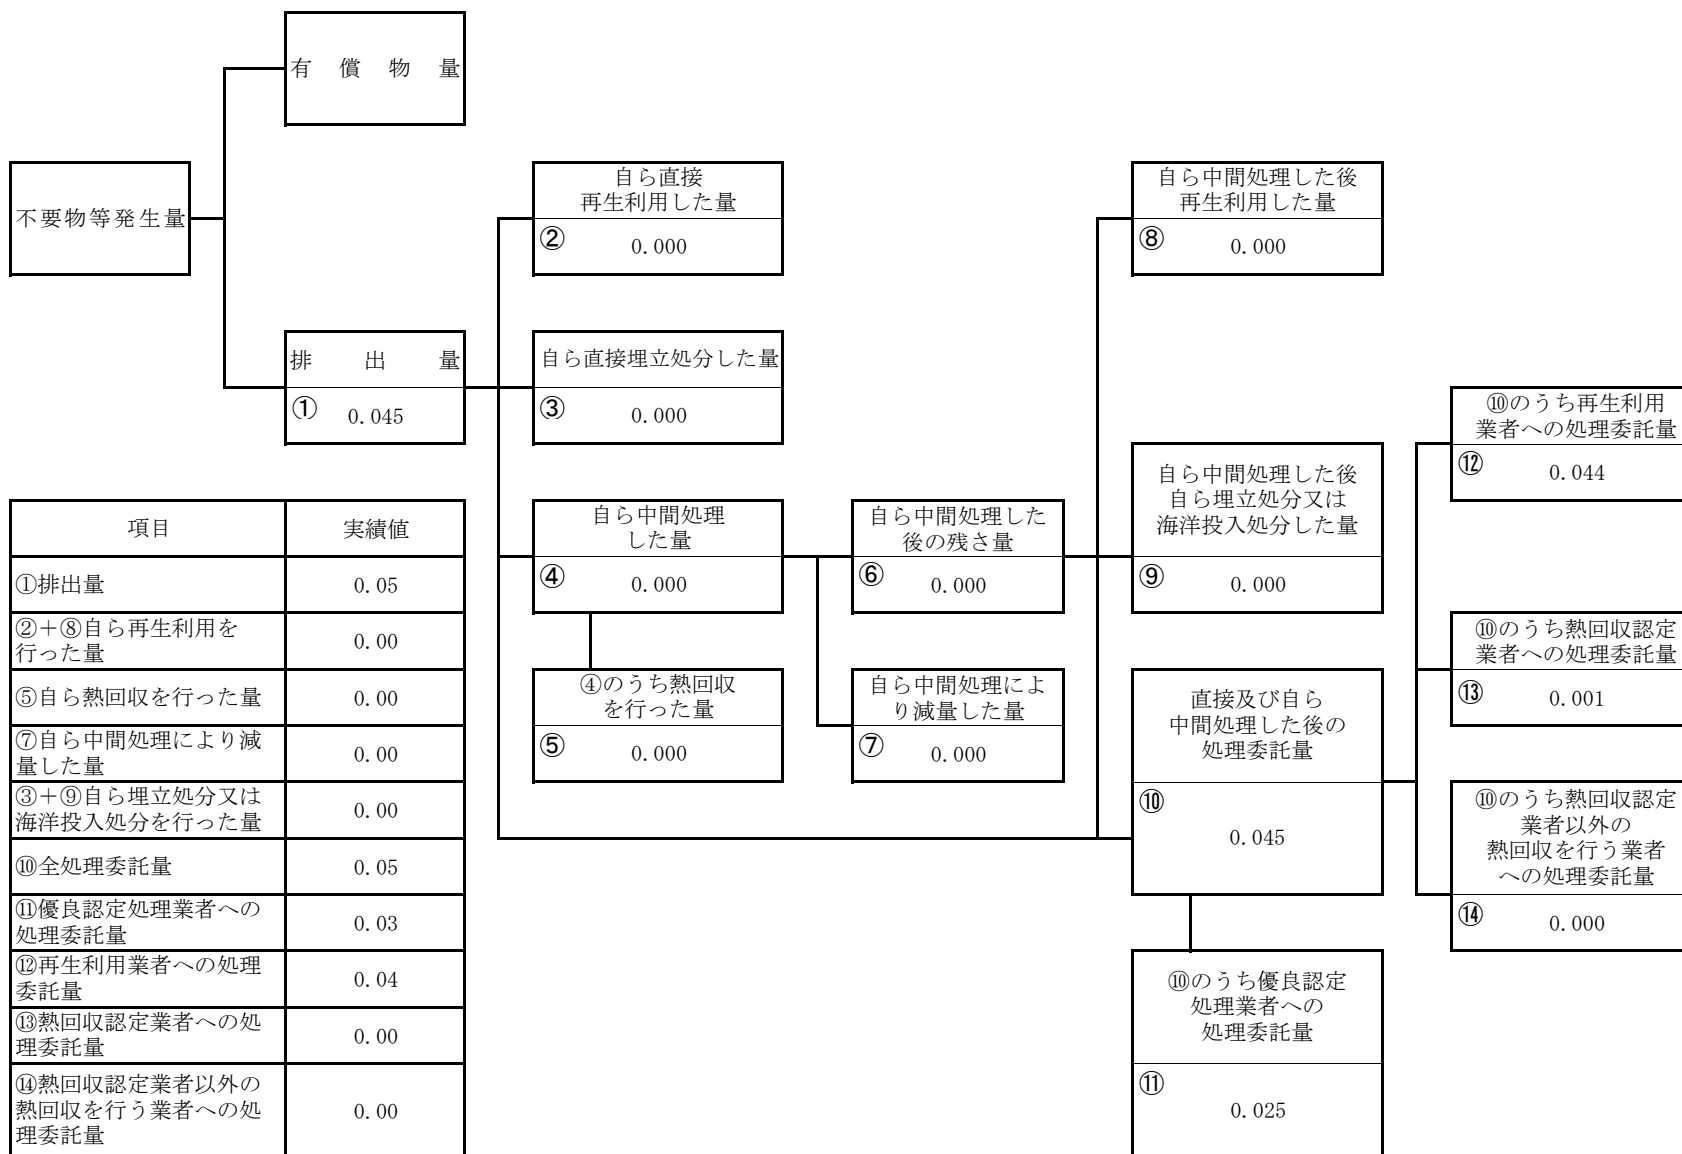 有償物量
不要物等発生量
排出量
① 0.045
自ら直接
再生利用した量
② 0.000
自ら直接埋立処分した量
③ 0.000
自ら中間処理
した量
④ 0.000
④のうち熱回収
を行った量
⑤ 0.000
自ら中間処理した
後の残さ量
⑥ 0.000
自ら中間処理によ
り減量した量
⑦ 0.000
自ら中間処理した後
再生利用した量
⑧ 0.000
自ら中間処理した後
自ら埋立処分又は
海洋投入処分した量
⑨ 0.000
直接及び自ら
中間処理した後の
処理委託量
⑩
0.045
⑩のうち優良認定
処理業者への
処理委託量
⑪
0.025
⑩のうち再生利用
業者への処理委託量
⑫ 0.044
⑩のうち熱回収認定
業者への処理委託量
⑬ 0.001
⑩のうち熱回収認定
業者以外の
熱回収を行う業者
への処理委託量
⑭ 0.000
項目 実績値
①排出量 0.05
②+⑧自ら再生利用を
行った量 0.00
⑤自ら熱回収を行った量 0.00
⑦自ら中間処理により減
量した量 0.00
③+⑨自ら埋立処分又は
海洋投入処分を行った量 0.00
⑩全処理委託量 0.05
⑪優良認定処理業者への
処理委託量 0.03
⑫再生利用業者への処理
委託量 0.04
⑬熱回収認定業者への処
理委託量 0.00
⑭熱回収認定業者以外の
熱回収を行う業者への処
理委託量 0.00